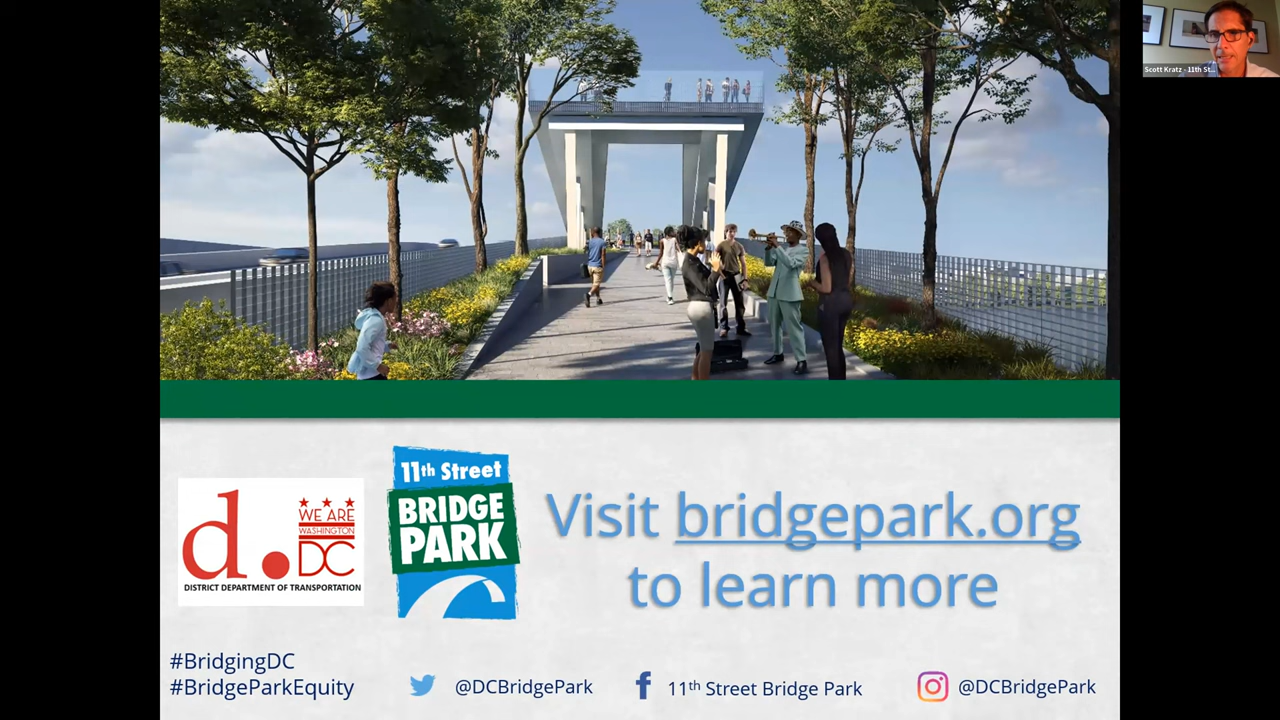 Scott Kratz - 11th St...
11th Street
BRIDGE
PARK
d.
WE ARE
WASHINGTON
DC
DISTRICT DEPARTMENT OF TRANSPORTATION
Visit bridgepark.org
to learn more
#BridgingDC
#BridgeParkEquity
@DCBridgePark
11th Street Bridge Park
@DCBridgePark